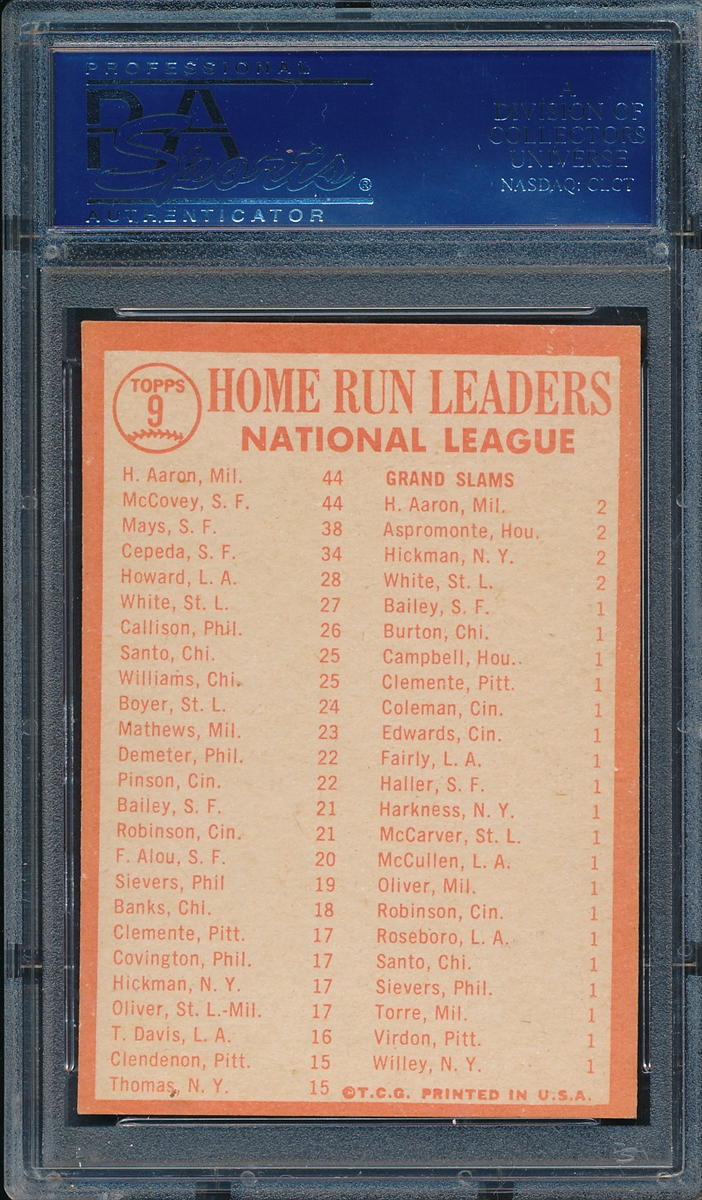 PROFESSIONAL
PSA
Sports®
AUTHENTICATOR
A
DIVISION OF
COLLECTORS
UNIVERSE
NASDAQ: CLCT
TOPPS
9
HOME RUN LEADERS
NATIONAL LEAGUE
H. Aaron, Mil. 44
McCovey, S. F. 44
Mays, S. F. 38
Cepeda, S. F. 34
Howard, L. A. 28
White, St. L. 27
Callison, Phil. 26
Santo, Chi. 25
Williams, Chi. 25
Boyer, St. L. 24
Mathews, Mil. 23
Demeter, Phil. 22
Pinson, Cin. 22
Bailey, S. F. 21
Robinson, Cin. 21
F. Alou, S. F. 20
Sievers, Phil 19
Banks, Chi. 18
Clemente, Pitt. 17
Covington, Phil. 17
Hickman, N. Y. 17
Oliver, St. L.-Mil. 17
T. Davis, L. A. 16
Clendenon, Pitt. 15
Thomas, N. Y. 15
GRAND SLAMS
H. Aaron, Mil. 2
Aspromonte, Hou. 2
Hickman, N. Y. 2
White, St. L. 2
Bailey, S. F. 1
Burton, Chi. 1
Campbell, Hou.. 1
Clemente, Pitt. 1
Coleman, Cin. 1
Edwards, Cin. 1
Fairly, L. A. 1
Haller, S. F. 1
Harkness, N. Y. 1
McCarver, St. L. 1
McCullen, L. A. 1
Oliver, Mil. 1
Robinson, Cin. 1
Roseboro, L. A. 1
Santo, Chi. 1
Sievers, Phil. 1
Torre, Mil. 1
Virdon, Pitt. 1
Willey, N. Y. 1
©T.C.G. PRINTED IN U.S.A.